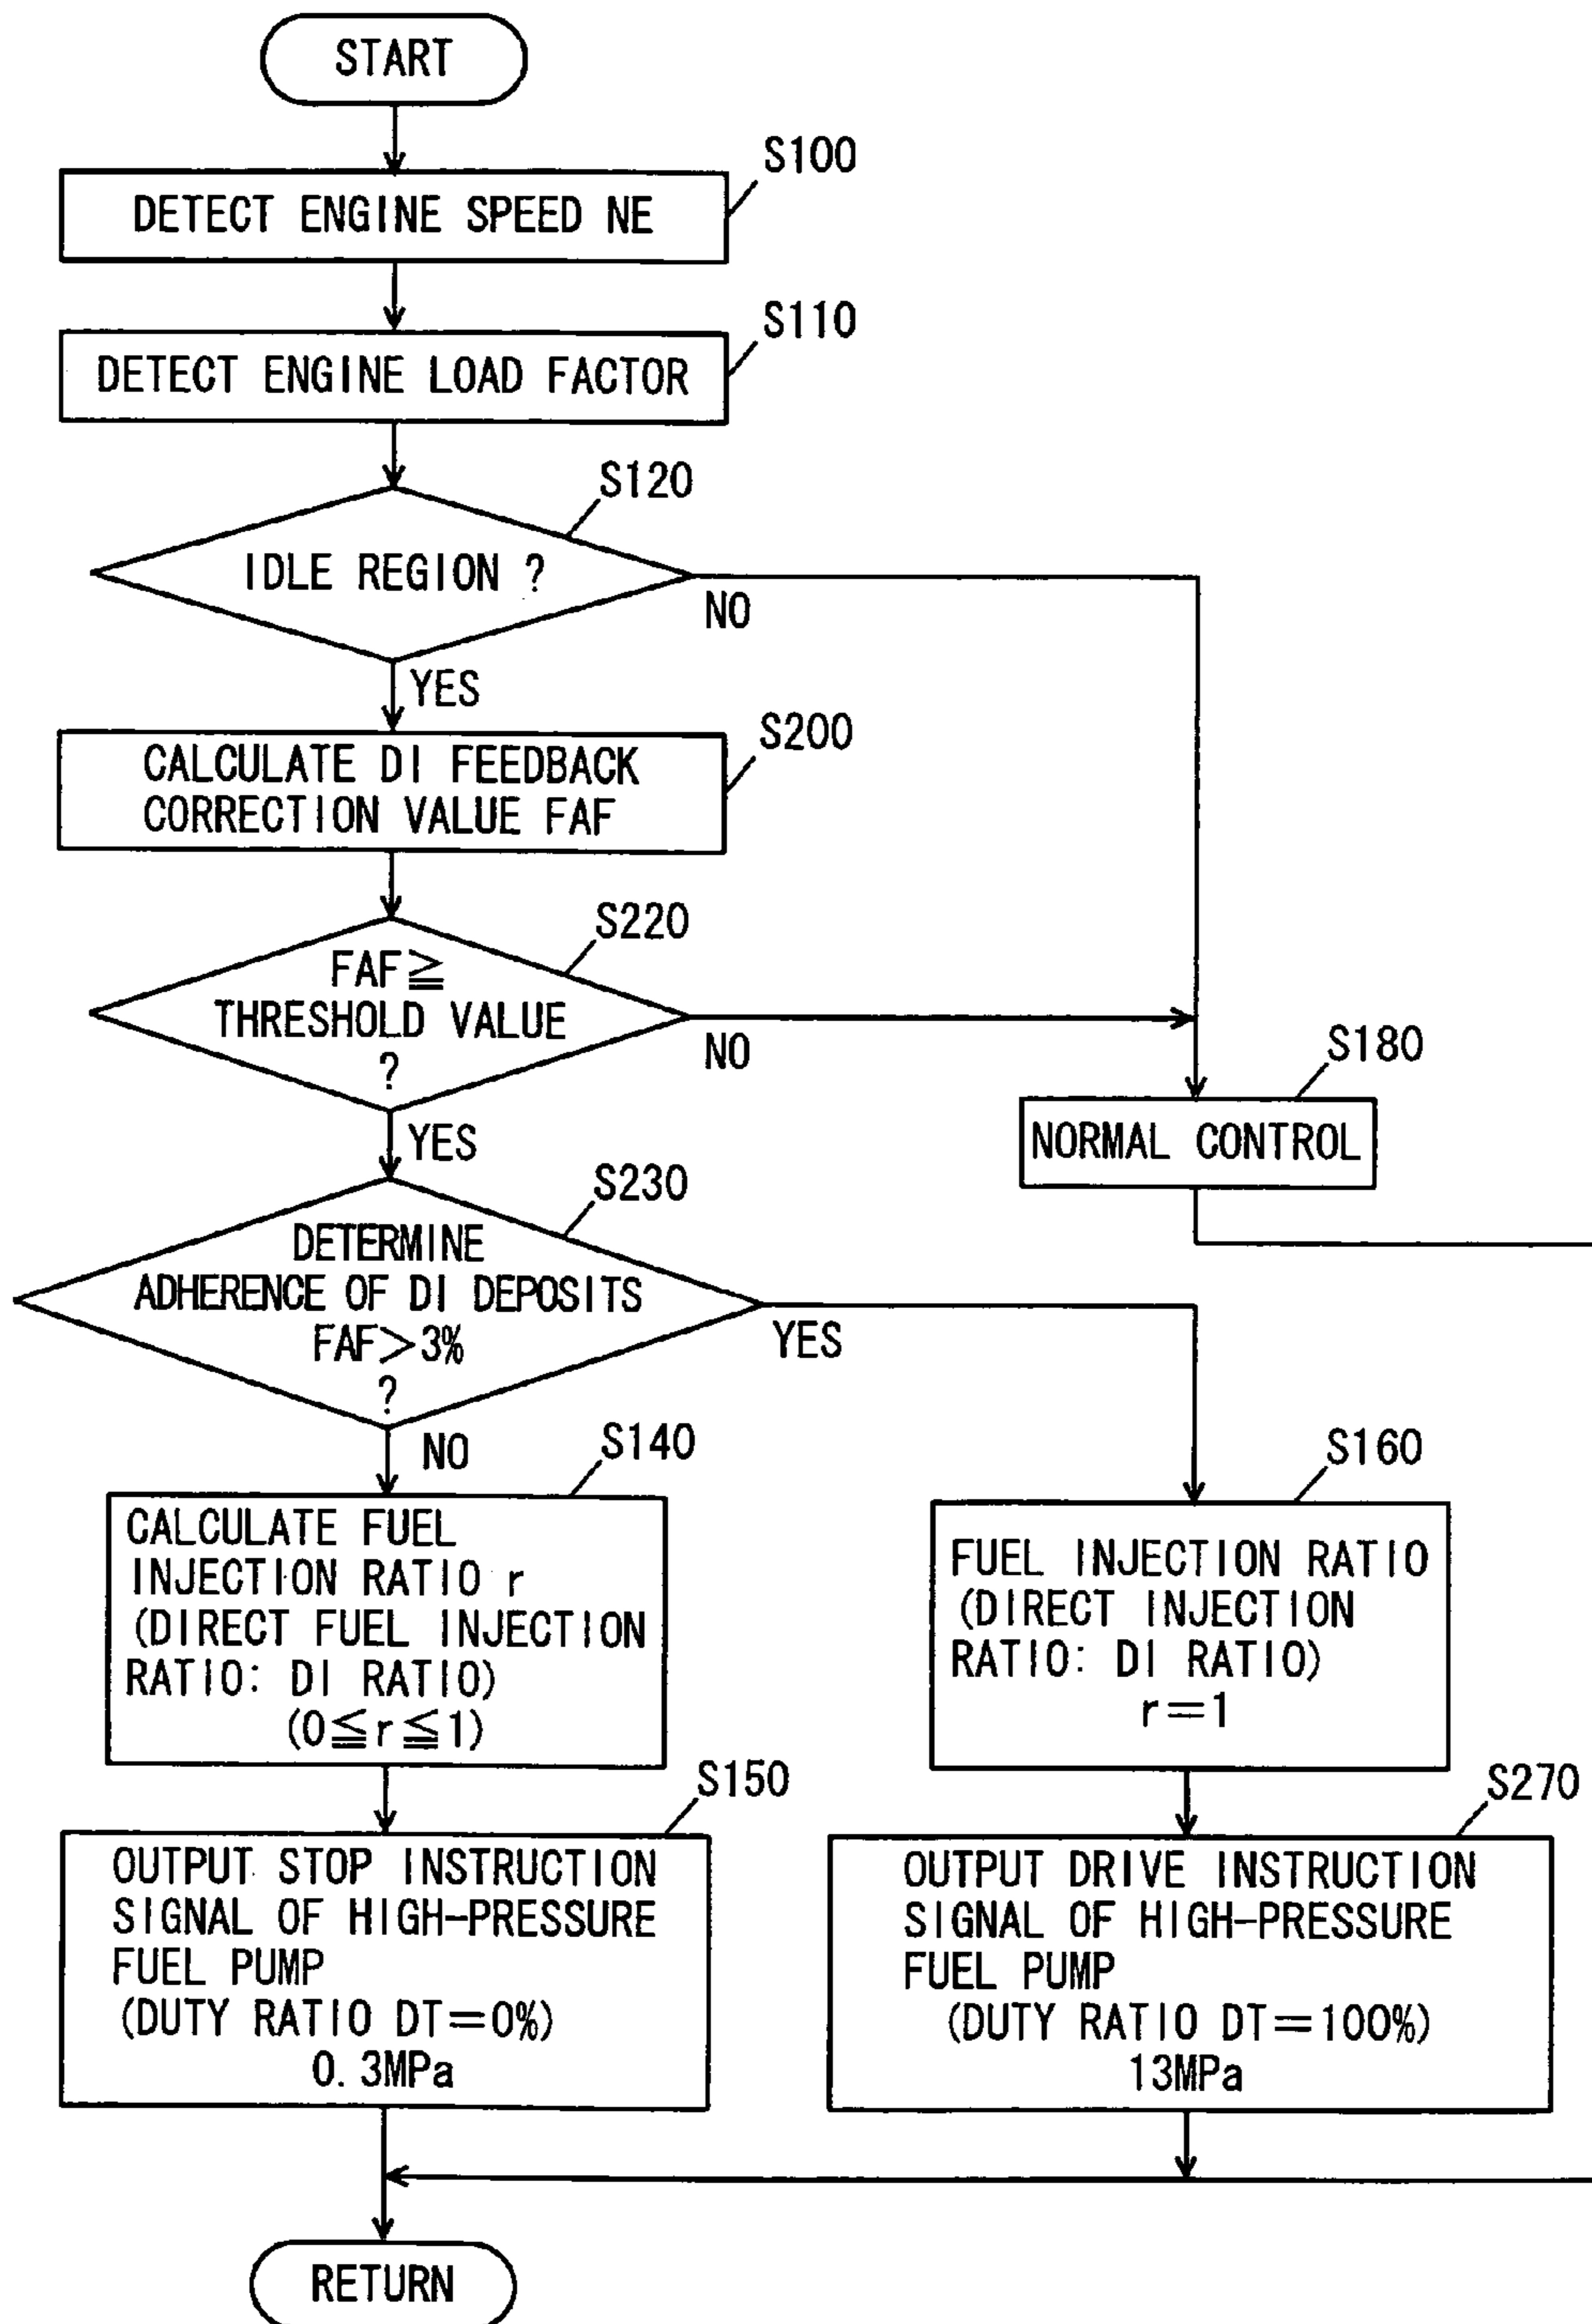 START
S100
DETECT ENGINE SPEED NE
S110
DETECT ENGINE LOAD FACTOR
S120
IDLE REGION ?
NO
YES
S200
CALCULATE DI FEEDBACK
CORRECTION VALUE FAF
S220
FAF≧
THRESHOLD VALUE
?
NO
YES
S180
NORMAL CONTROL
S230
DETERMINE
ADHERENCE OF DI DEPOSITS
FAF>3%
?
YES
NO
S140
CALCULATE FUEL
INJECTION RATIO r
(DIRECT FUEL INJECTION
RATIO: DI RATIO)
(0≦r≦1)
S160
FUEL INJECTION RATIO
(DIRECT INJECTION
RATIO: DI RATIO)
r=1
S150
OUTPUT STOP INSTRUCTION
SIGNAL OF HIGH-PRESSURE
FUEL PUMP
(DUTY RATIO DT=0%)
0.3MPa
S270
OUTPUT DRIVE INSTRUCTION
SIGNAL OF HIGH-PRESSURE
FUEL PUMP
(DUTY RATIO DT=100%)
13MPa
RETURN